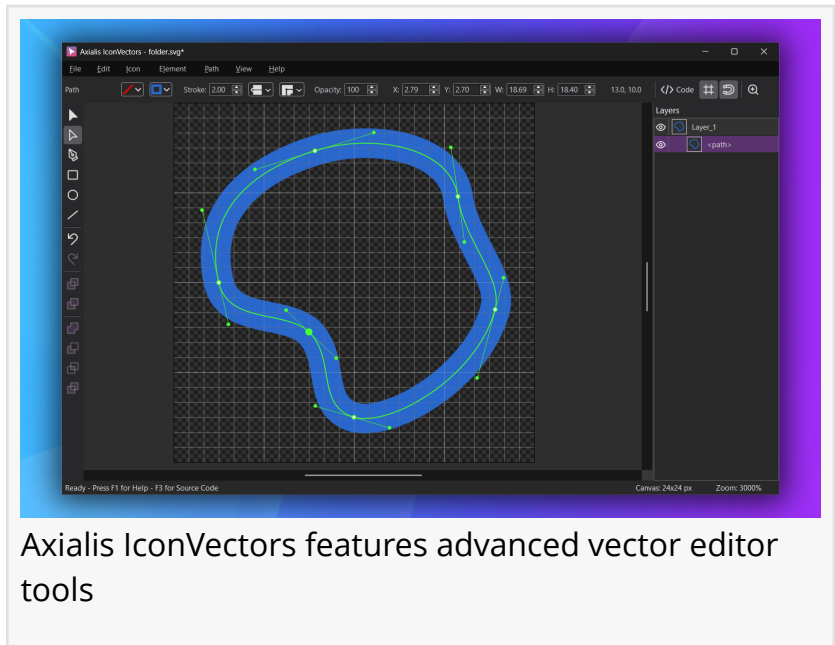 Axialis IconVectors - folder.svg*
File Edit Icon Element Path View Help
Path Stroke: 2.00 Opacity: 100 X: 2.79 Y: 2.70 W: 18.69 H: 18.40 13.0, 10.0 </> Code
Layers
Layer_1
<path>
Ready - Press F1 for Help - F3 for Source Code Canvas: 24x24 px Zoom: 3000%
Axialis IconVectors features advanced vector editor
tools